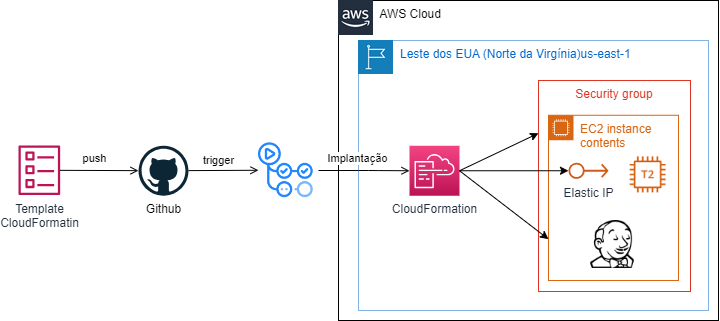 aws
AWS Cloud
Leste dos EUA (Norte da Virgínia)us-east-1
Security group
EC2 instance
contents
push
trigger
Implantação
Elastic IP
T2
Template
CloudFormatin
Github
CloudFormation